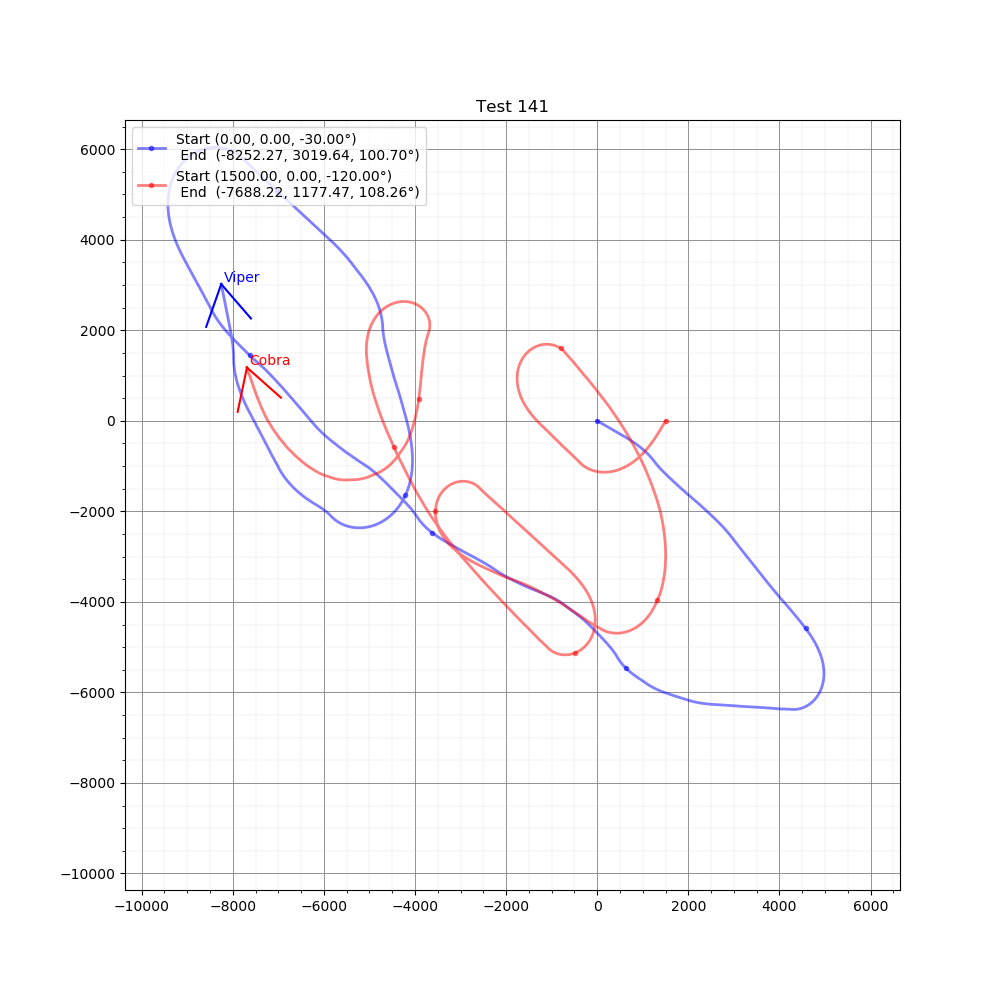 Test 141
Start (0.00, 0.00, -30.00°)
End (-8252.27, 3019.64, 100.70°)
Start (1500.00, 0.00, -120.00°)
End (-7688.22, 1177.47, 108.26°)
6000
4000
2000
0
−2000
−4000
−6000
−8000
−10000
Viper
Cobra
−10000 −8000 −6000 −4000 −2000 0 2000 4000 6000